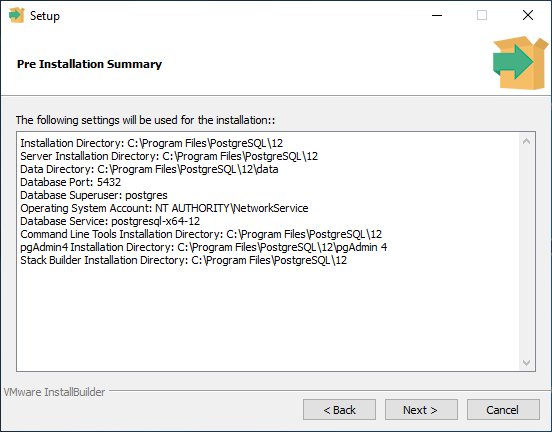 Setup
Pre Installation Summary
The following settings will be used for the installation::
Installation Directory: C:\Program Files\PostgreSQL\12
Server Installation Directory: C:\Program Files\PostgreSQL\12
Data Directory: C:\Program Files\PostgreSQL\12\data
Database Port: 5432
Database Superuser: postgres
Operating System Account: NT AUTHORITY\NetworkService
Database Service: postgresql-x64-12
Command Line Tools Installation Directory: C:\Program Files\PostgreSQL\12
pgAdmin4 Installation Directory: C:\Program Files\PostgreSQL\12\pgAdmin 4
Stack Builder Installation Directory: C:\Program Files\PostgreSQL\12
VMware InstallBuilder
< Back Next > Cancel